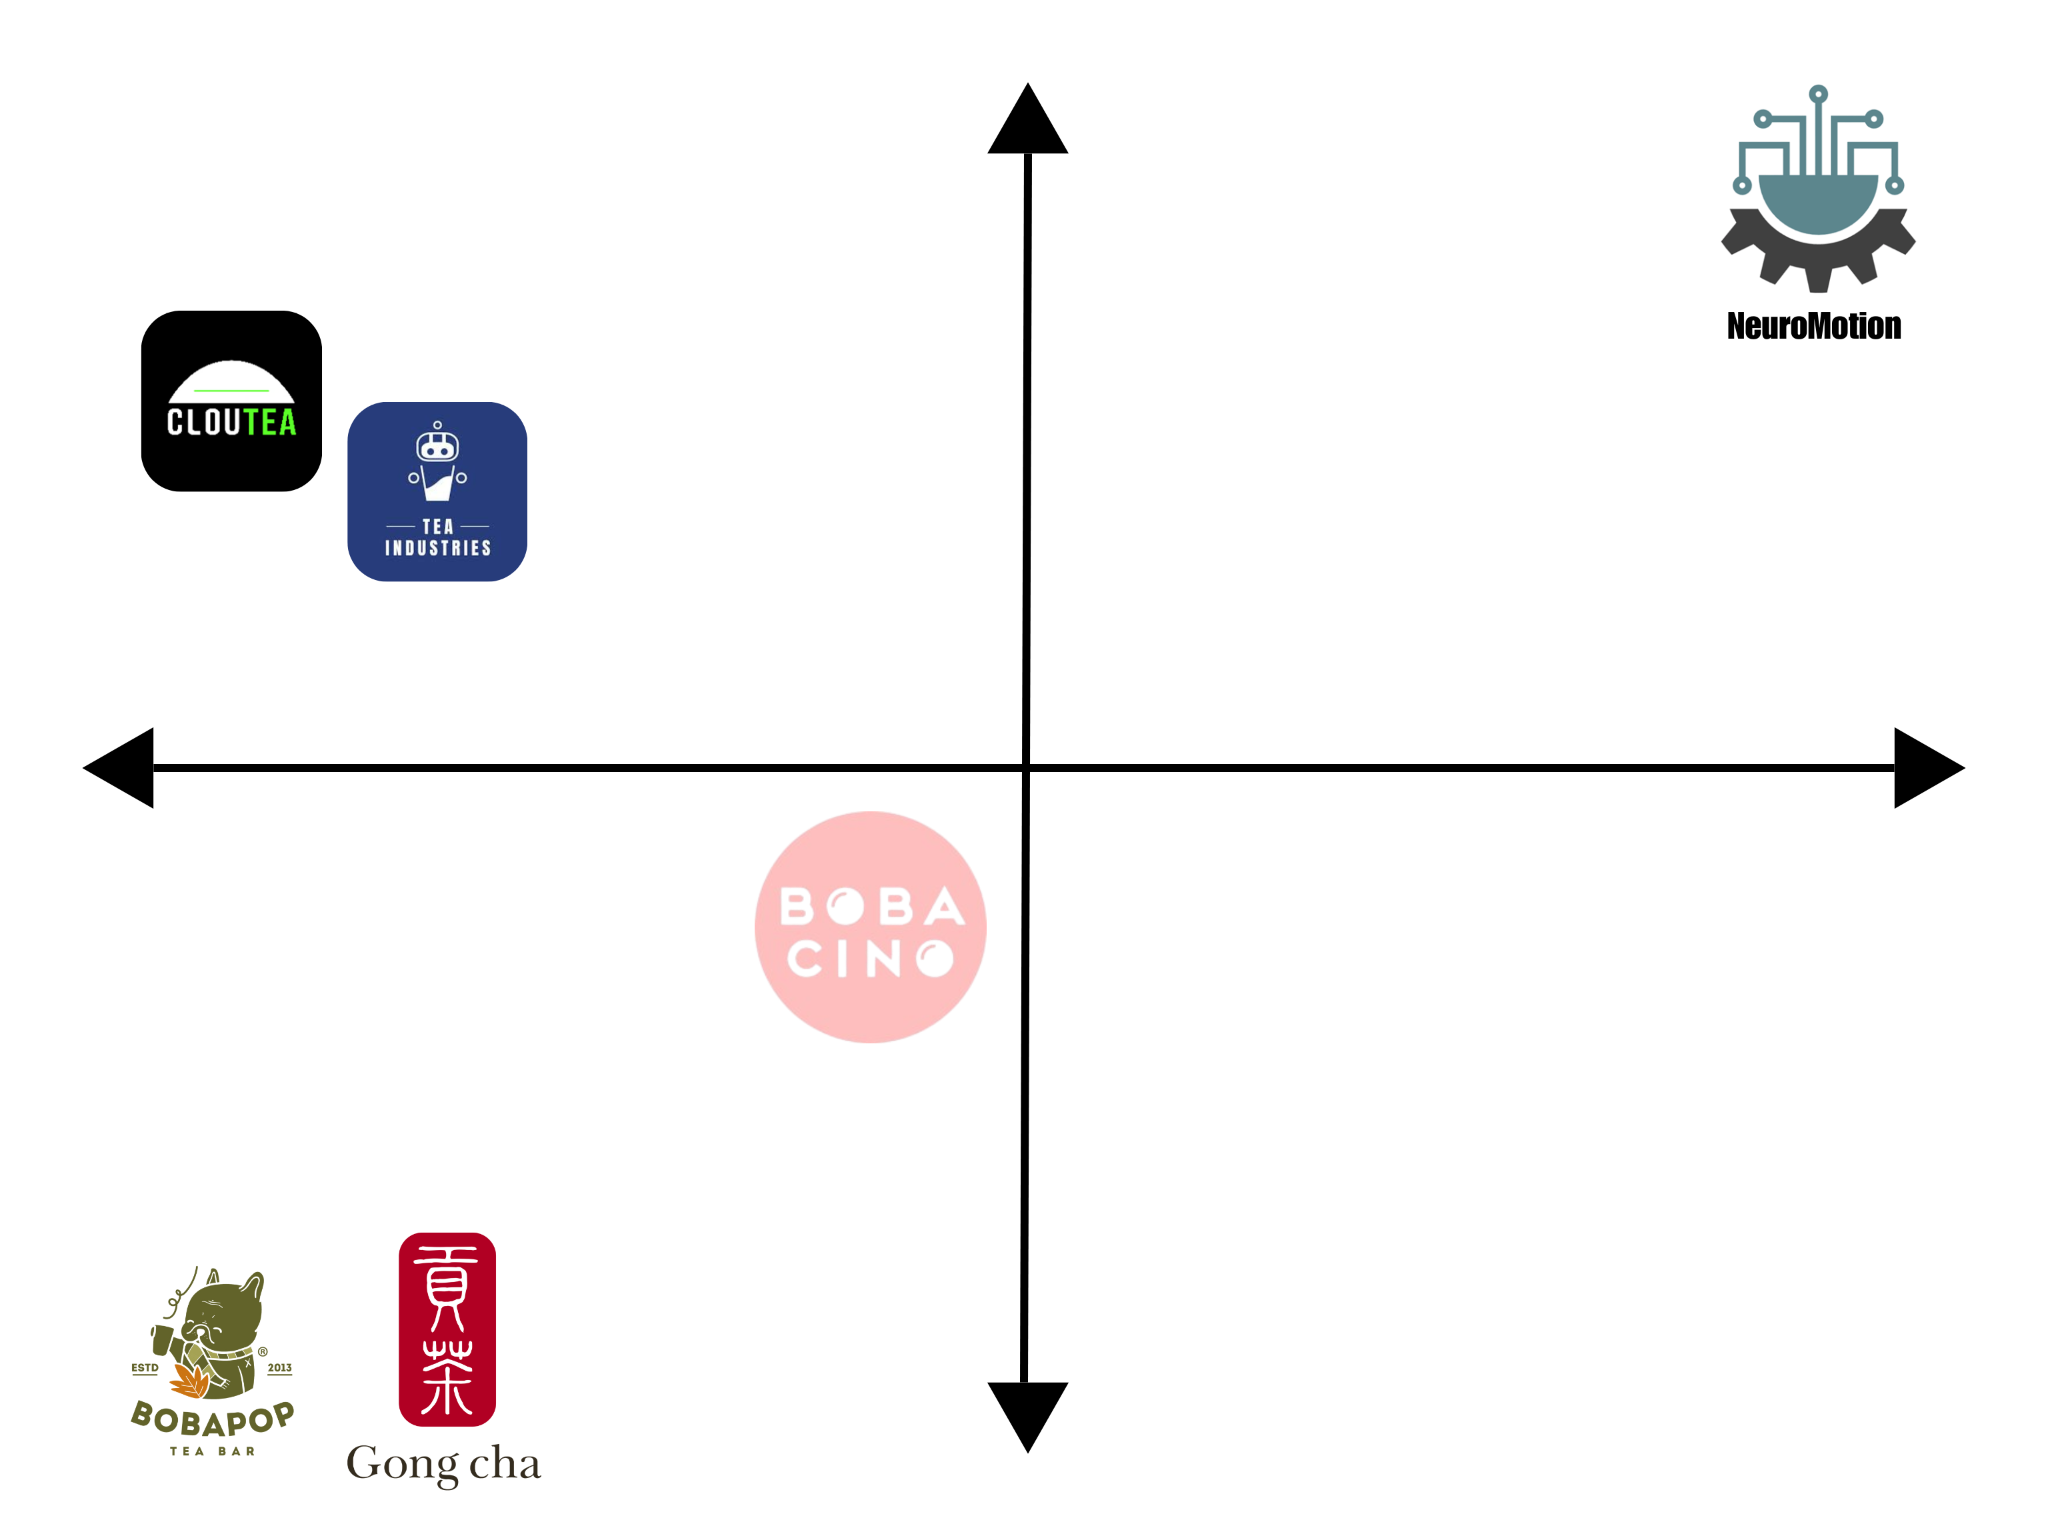 NeuroMotion
CLOUTEA
TEA
INDUSTRIES
BOBA
CINO
貢
茶
Gong cha
ESTD
2013
®
BOBAPOP
TEA BAR